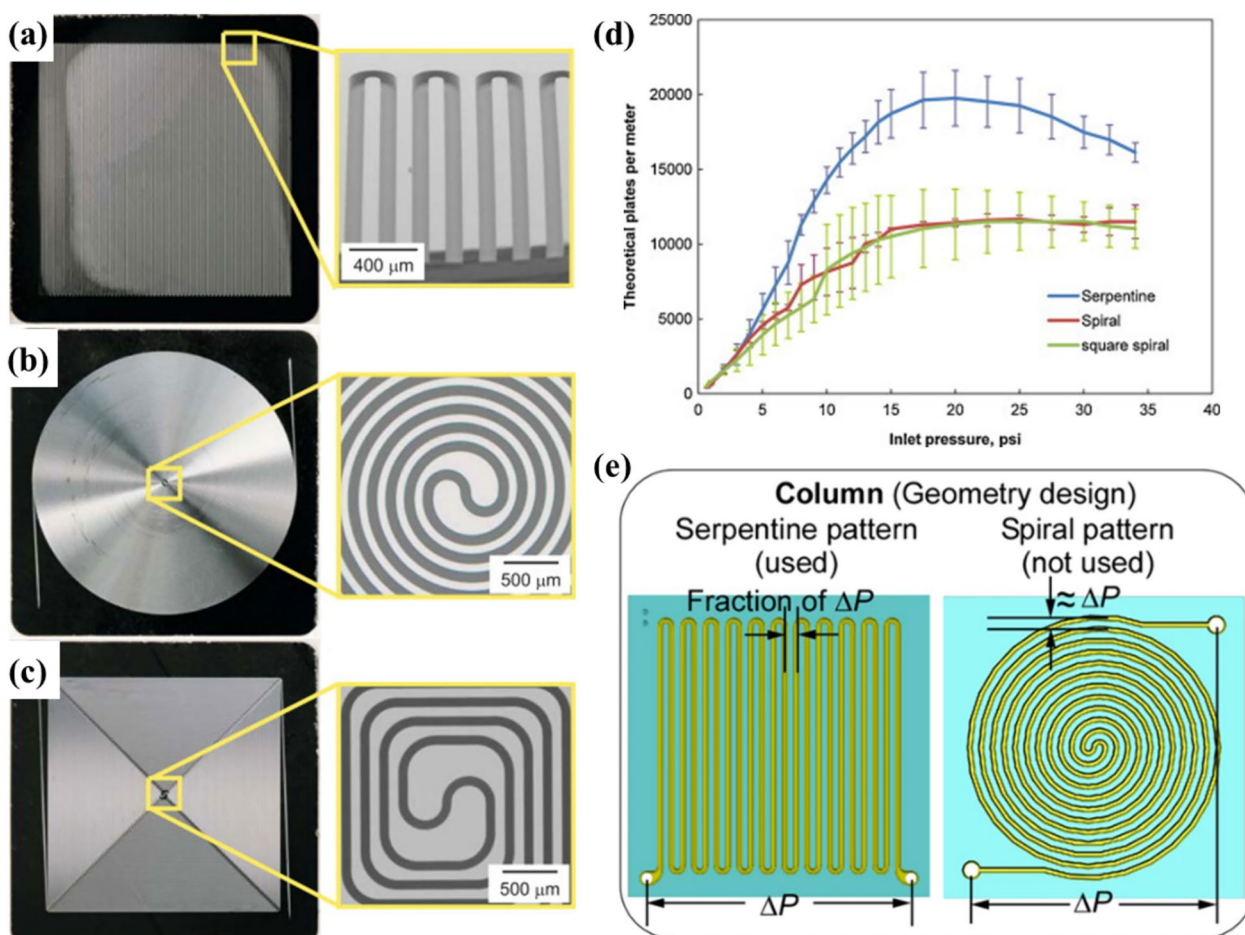 (a)
400 μm
(b)
500 μm
(c)
500 μm
(d)
Theoretical plates per meter
25000
20000
15000
10000
5000
0
0 5 10 15 20 25 30 35 40
Inlet pressure, psi
Serpentine
Spiral
square spiral
(e)
Column (Geometry design)
Serpentine pattern
(used)
Fraction of ΔP
ΔP
Spiral pattern
(not used)
≈ ΔP
ΔP